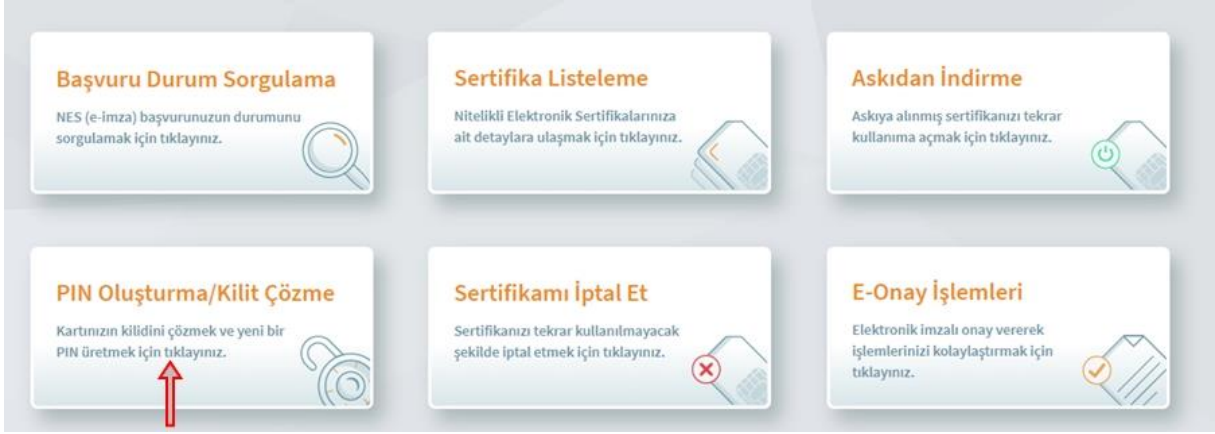 Başvuru Durum Sorgulama
NES (e-imza) başvurunuzun durumunu
sorgulamak için tıklayınız.
Sertifika Listeleme
Nitelikli Elektronik Sertifikalarınıza
ait detaylara ulaşmak için tıklayınız.
Askıdan İndirme
Askıya alınmış sertifikanızı tekrar
kullanıma açmak için tıklayınız.
PIN Oluşturma/Kilit Çözme
Kartınızın kilidini çözmek ve yeni bir
PIN üretmek için tıklayınız.
Sertifikamı İptal Et
Sertifikanızı tekrar kullanılmayacak
şekilde iptal etmek için tıklayınız.
E-Onay İşlemleri
Elektronik imzalı onay vererek
işlemlerinizi kolaylaştırmak için
tıklayınız.